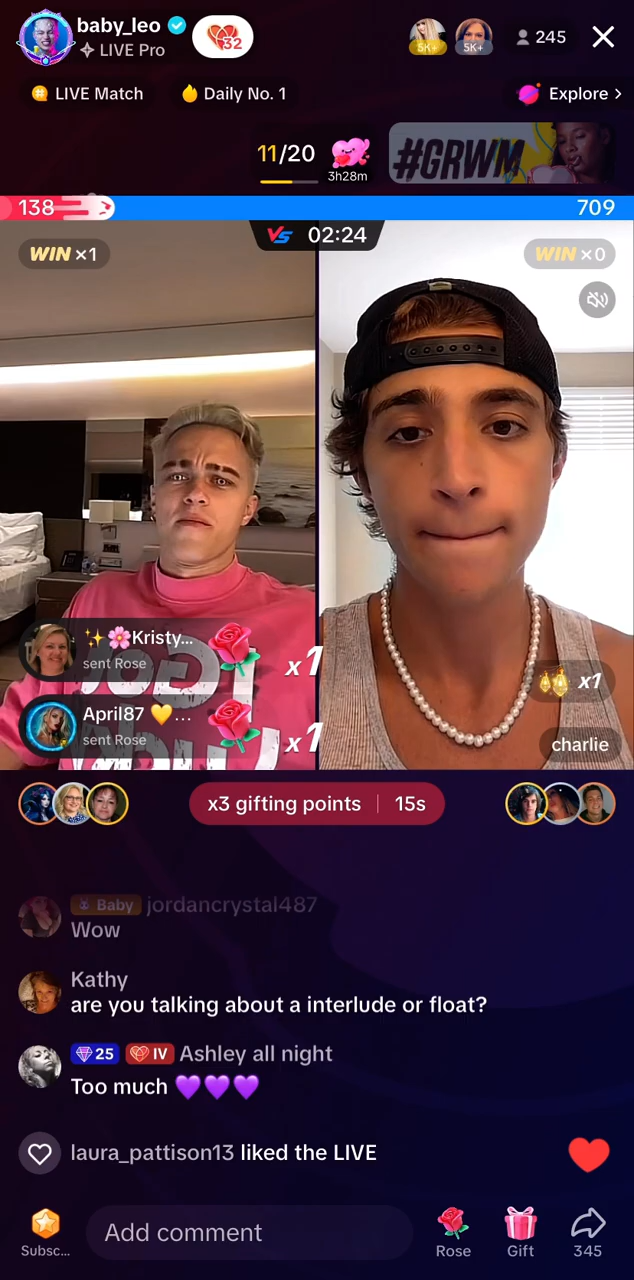 baby_leo
LIVE Pro
32
5K+
5K+
245
LIVE Match
Daily No. 1
Explore >
11/20
3h28m
#GRWM
138
709
VS 02:24
WIN x1
WIN x0
✨🌸Kristy...
sent Rose
x1
April87 💛...
sent Rose
x1
x1
charlie
x3 gifting points | 15s
Baby jordancrystal487
Wow
Kathy
are you talking about a interlude or float?
25 IV Ashley all night
Too much 💜💜💜
laura_pattison13 liked the LIVE
Subsc...
Add comment
Rose
Gift
345